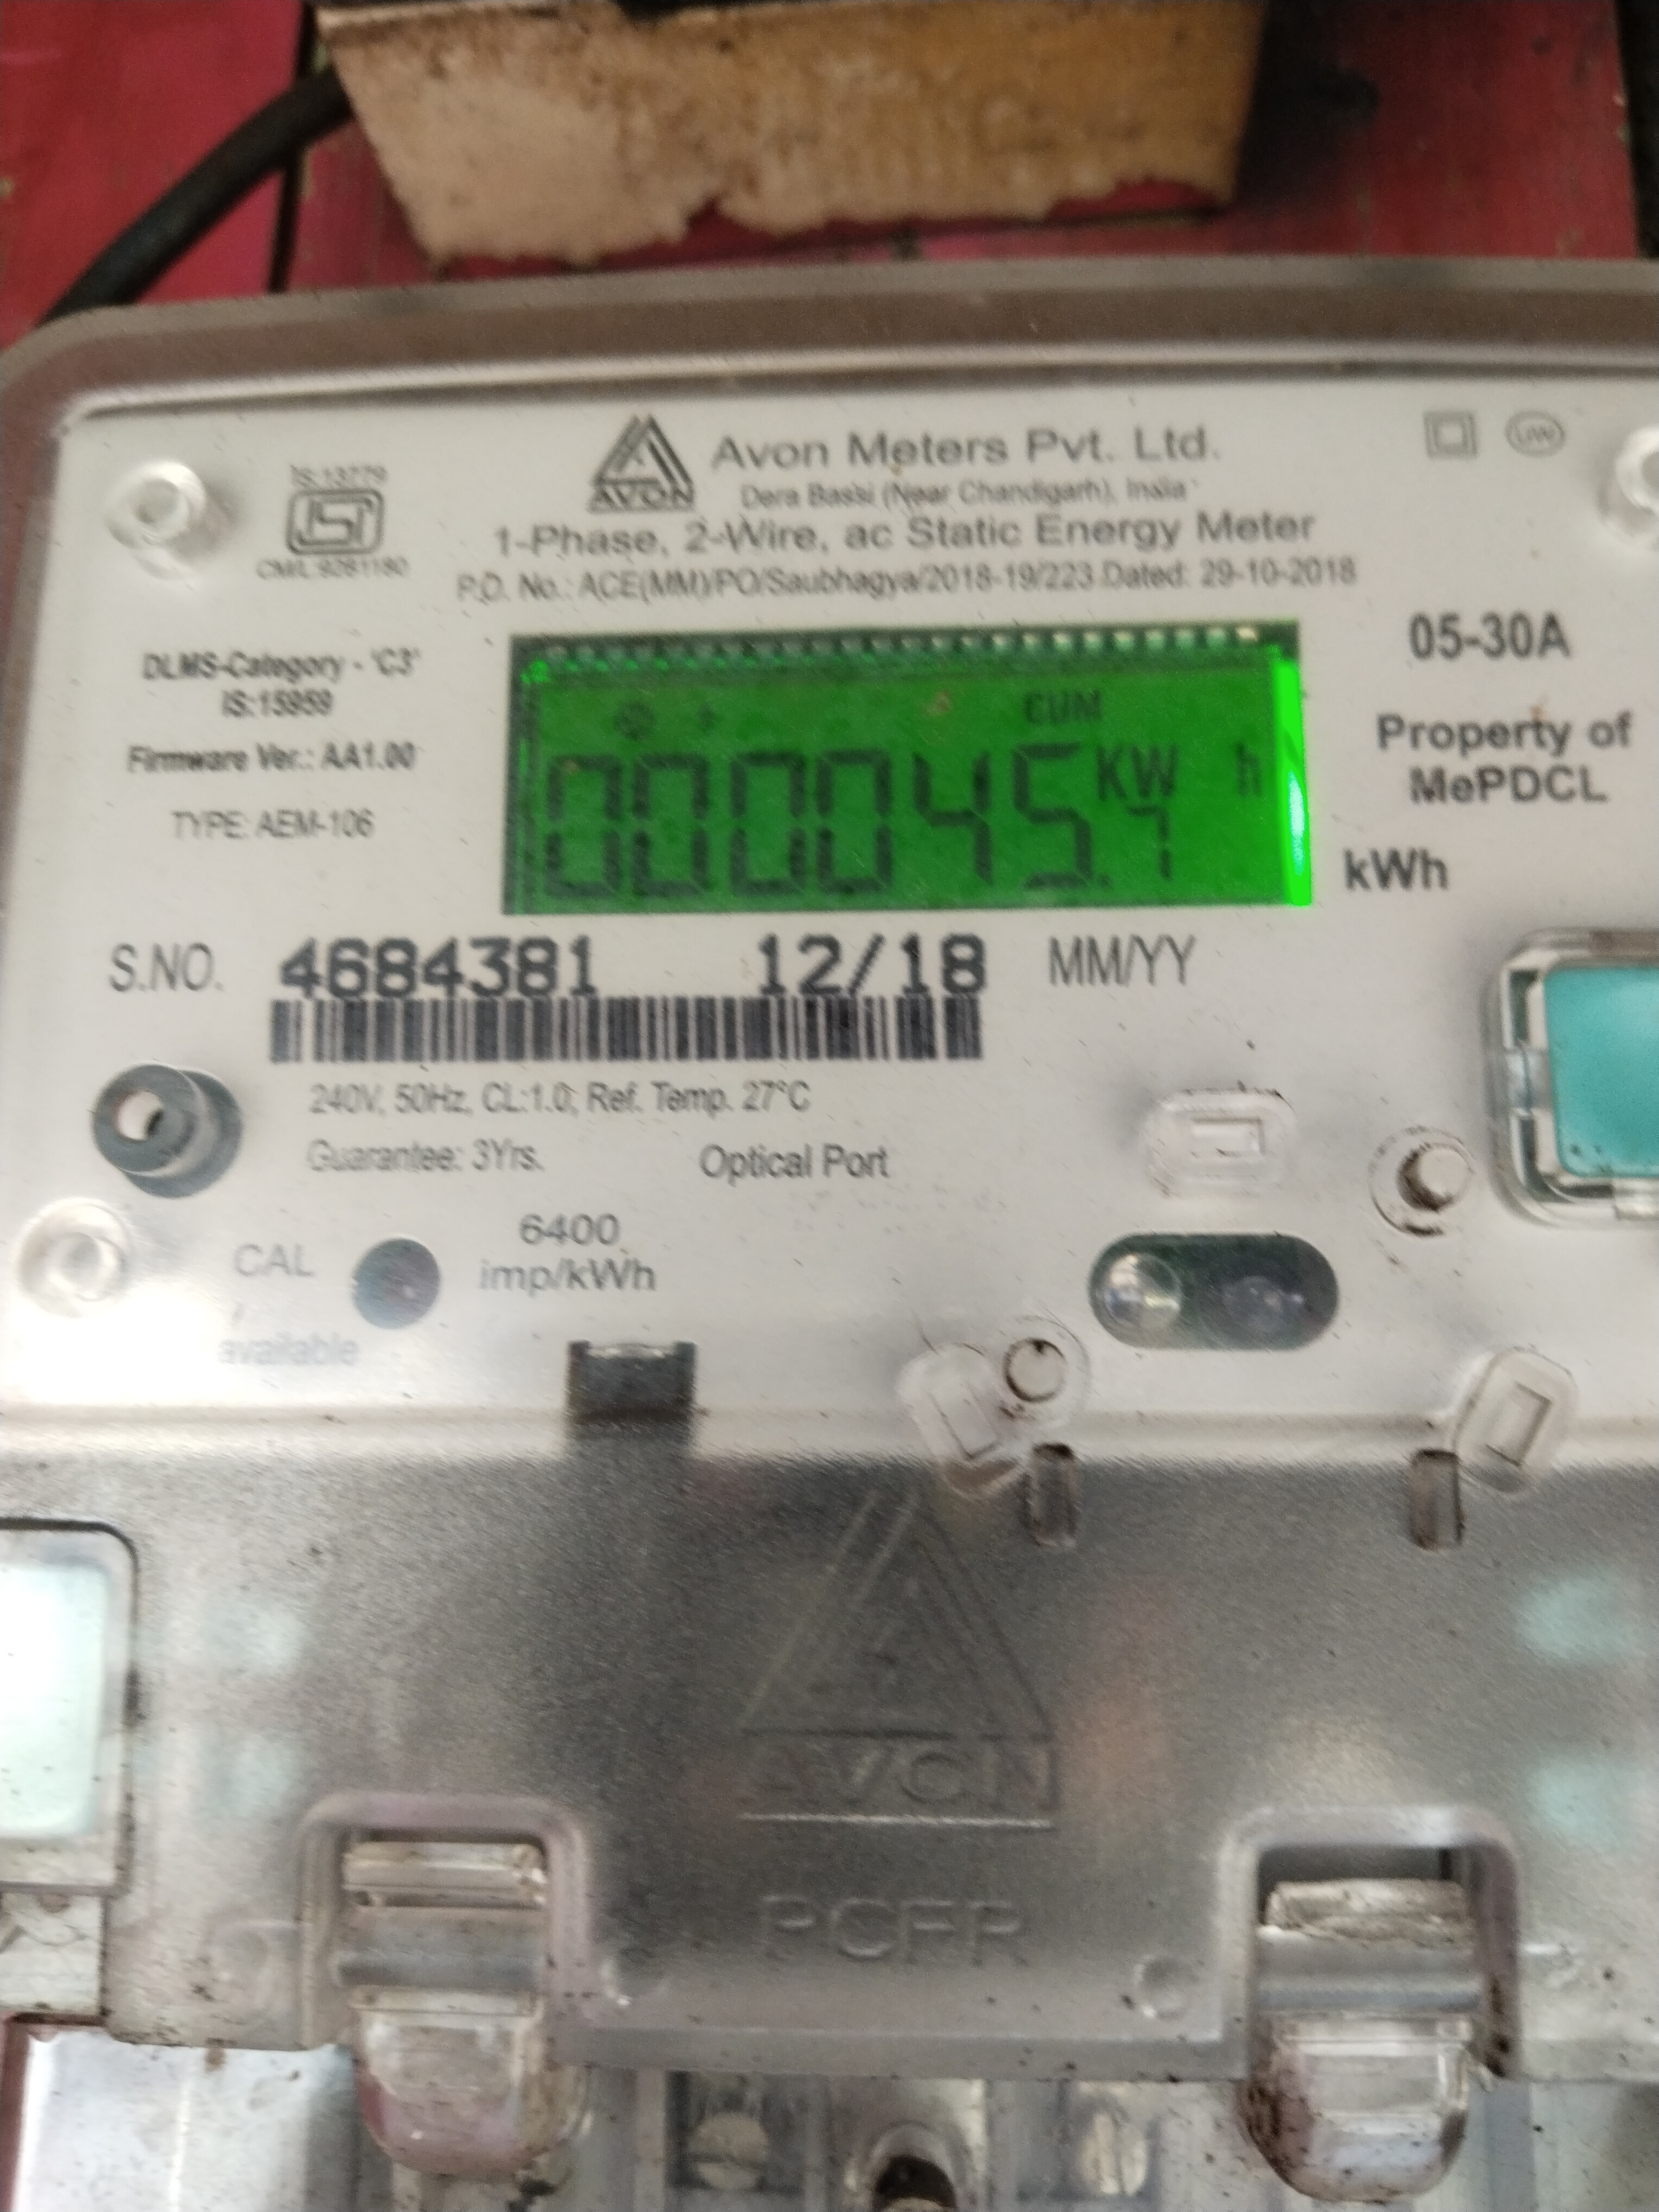 IS:13779
ISI
CM/L 9281180
AVON
Avon Meters Pvt. Ltd.
Dera Bassi (Near Chandigarh), India
1-Phase, 2-Wire, ac Static Energy Meter
P.O. No.: ACE(MM)/PO/Saubhagya/2018-19/223 Dated: 29-10-2018
DLMS-Category - 'C3'
IS:15959
Firmware Ver.: AA1.00
TYPE: AEM-106
CUM
000045.7 KW h
05-30A
Property of
MePDCL
kWh
S.NO. 4684381 12/18 MM/YY
240V, 50Hz, CL:1.0; Ref. Temp. 27°C
Guarantee: 3Yrs. Optical Port
CAL 6400
imp/kWh
available
AVON